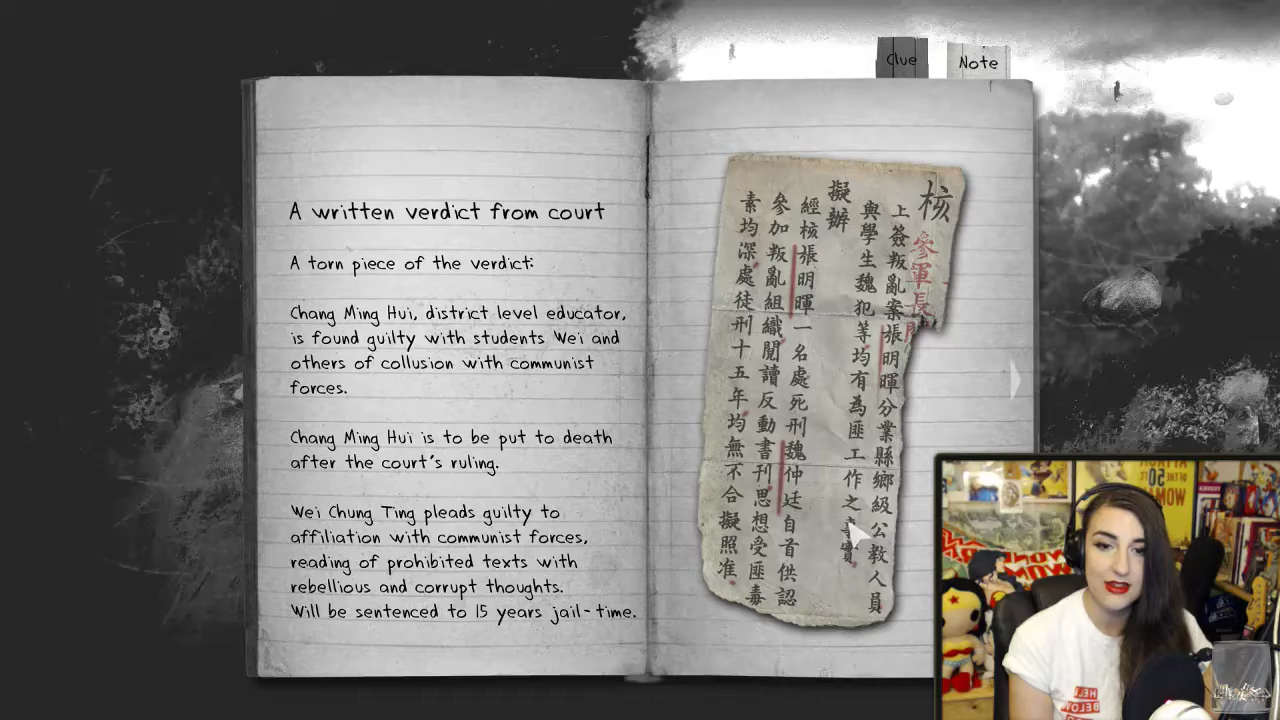 Clue
Note
A written verdict from court
A torn piece of the verdict:
Chang Ming Hui, district level educator,
is found guilty with students Wei and
others of collusion with communist
forces.
Chang Ming Hui is to be put to death
after the court's ruling.
Wei Chung Ting pleads guilty to
affiliation with communist forces,
reading of prohibited texts with
rebellious and corrupt thoughts.
Will be sentenced to 15 years jail-time.
核
參軍長
上簽叛亂案張明暉分業縣鄉級公教人員
與學生魏犯等均有為匪工作之事實
擬辦
經核張明暉一名處死刑魏仲廷自首供認
參加叛亂組織閱讀反動書刊思想受匪毒
素均深處徒刑十五年均無不合擬照准
OF THE 50
WOMAN
HELL
BELOW